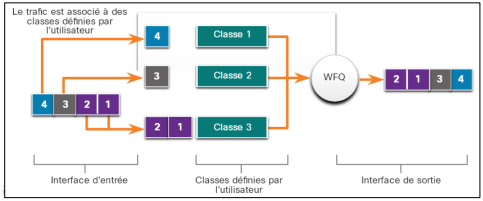 Le trafic est associé à des
classes définies par
l'utilisateur
4 Classe 1
3 Classe 2
WFQ
2 1 3 4
4 3 2 1
2 1 Classe 3
Interface d'entrée
Classes définies par
l'utilisateur
Interface de sortie